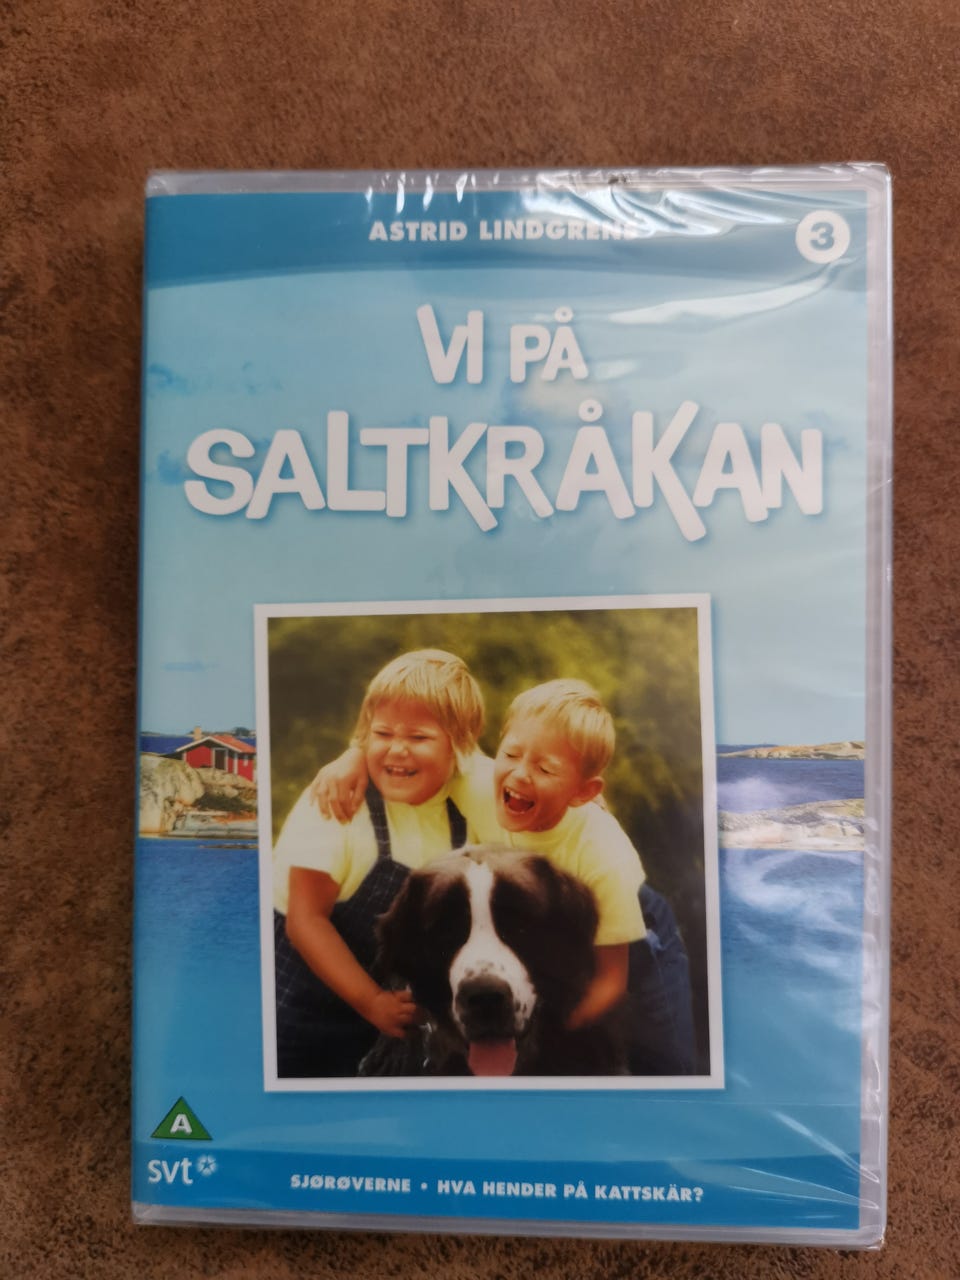 ASTRID LINDGRENS
3
VI PÅ
SALTKRÅKAN
A
svt
SJØRØVERNE • HVA HENDER PÅ KATTSKÄR?